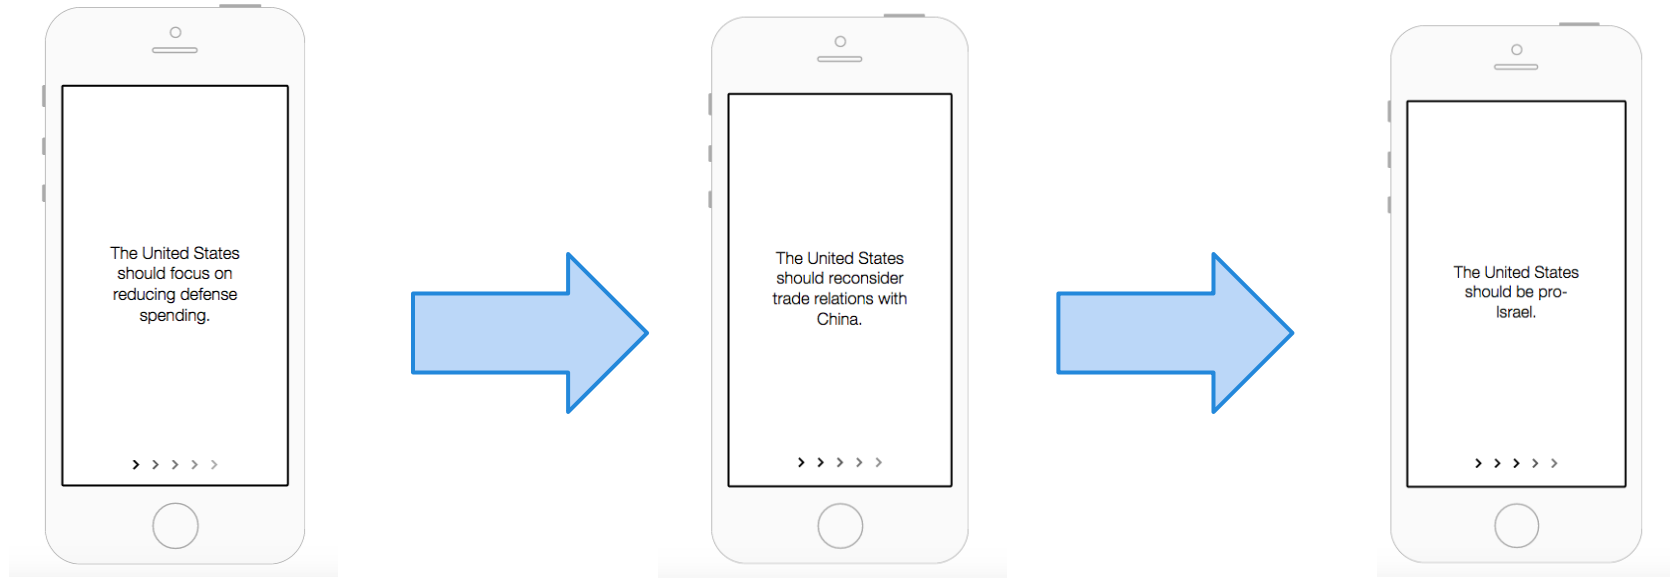 The United States
should focus on
reducing defense
spending.
The United States
should reconsider
trade relations with
China.
The United States
should be pro-
Israel.